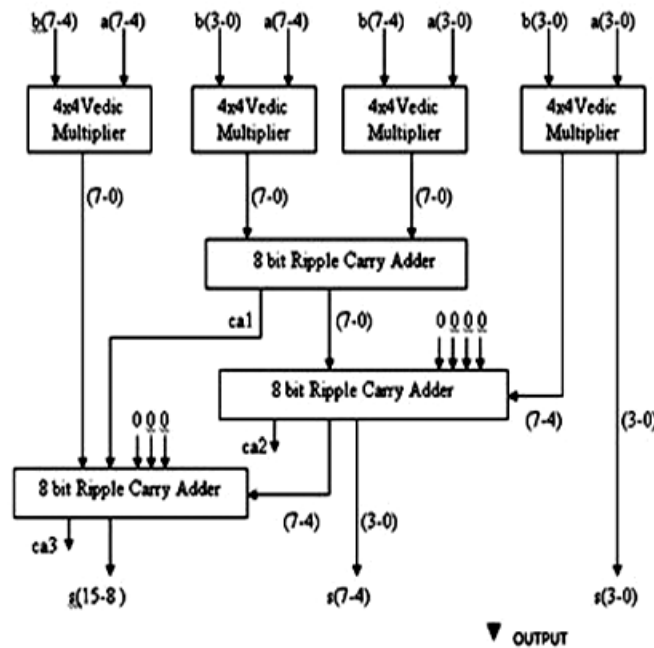 b(7-4) a(7-4) b(3-0) a(7-4) b(7-4) a(3-0) b(3-0) a(3-0)
4x4Vedic Multiplier
4x4Vedic Multiplier
4x4Vedic Multiplier
4x4Vedic Multiplier
(7-0) (7-0) (7-0)
8 bit Ripple Carry Adder
ca1 (7-0) 0 0 0 0
8 bit Ripple Carry Adder
0 0 0 ca2 (7-4) (3-0)
8 bit Ripple Carry Adder
ca3 (7-4) (3-0)
s(15-8) s(7-4) s(3-0)
OUTPUT